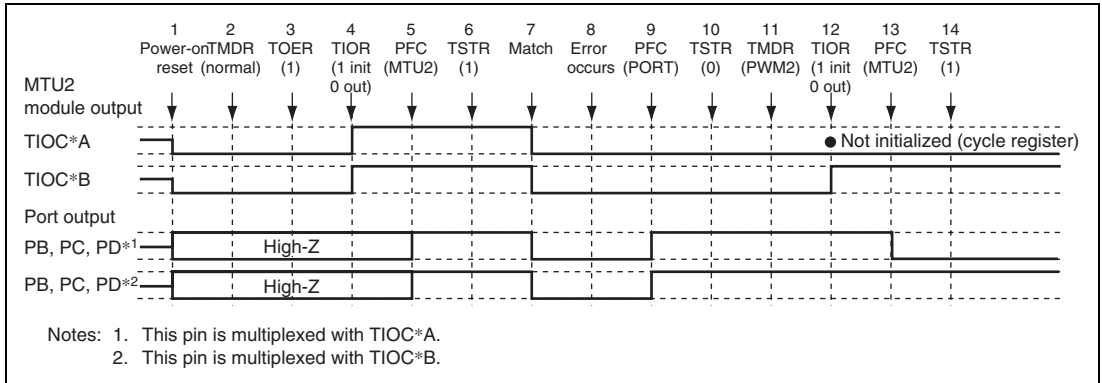 1 2 3 4 5 6 7 8 9 10 11 12 13 14
Power-on TMDR TOER TIOR PFC TSTR Match Error PFC TSTR TMDR TIOR PFC TSTR
reset (normal) (1) (1 init (MTU2) (1) occurs (PORT) (0) (PWM2) (1 init (MTU2) (1)
0 out) 0 out)
MTU2
module output
TIOC*A
● Not initialized (cycle register)
TIOC*B
Port output
PB, PC, PD*1 High-Z
PB, PC, PD*2 High-Z
Notes: 1. This pin is multiplexed with TIOC*A.
2. This pin is multiplexed with TIOC*B.